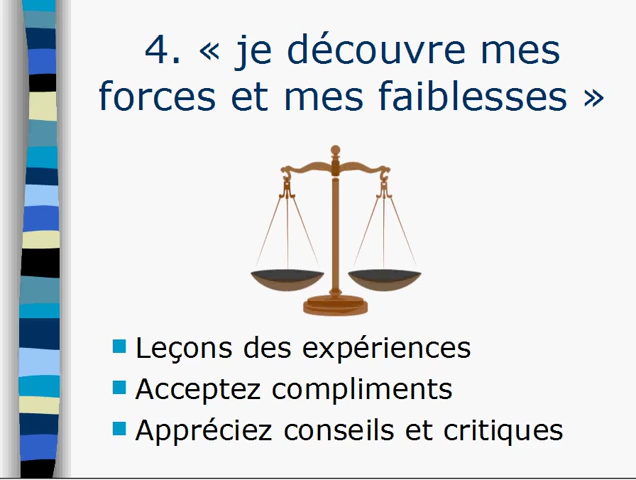 4. « je découvre mes
forces et mes faiblesses »
Leçons des expériences
Acceptez compliments
Appréciez conseils et critiques